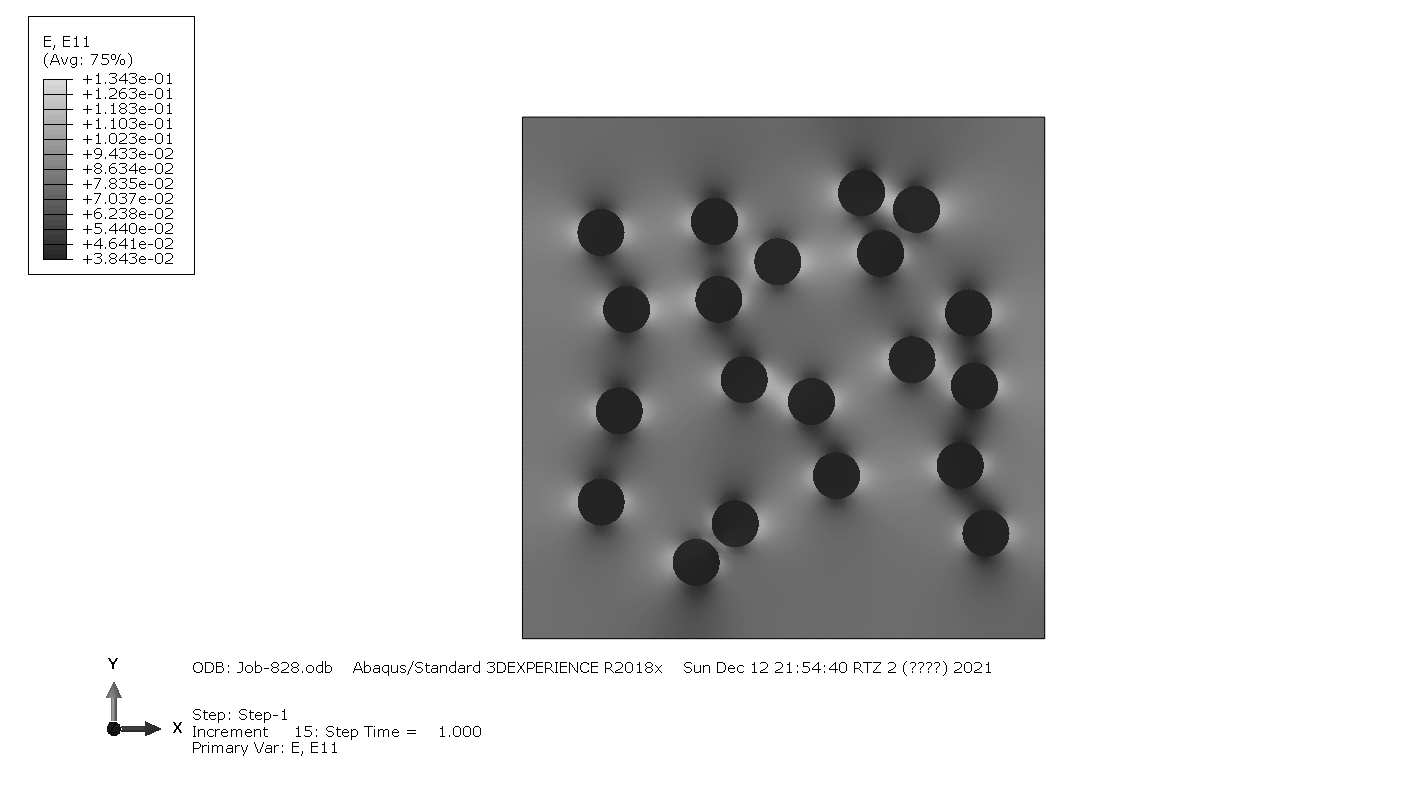 E, E11
(Avg: 75%)
+1.343e-01
+1.263e-01
+1.183e-01
+1.103e-01
+1.023e-01
+9.433e-02
+8.634e-02
+7.835e-02
+7.037e-02
+6.238e-02
+5.440e-02
+4.641e-02
+3.843e-02
Y
X
ODB: Job-828.odb Abaqus/Standard 3DEXPERIENCE R2018x Sun Dec 12 21:54:40 RTZ 2 (????) 2021
Step: Step-1
Increment 15: Step Time = 1.000
Primary Var: E, E11